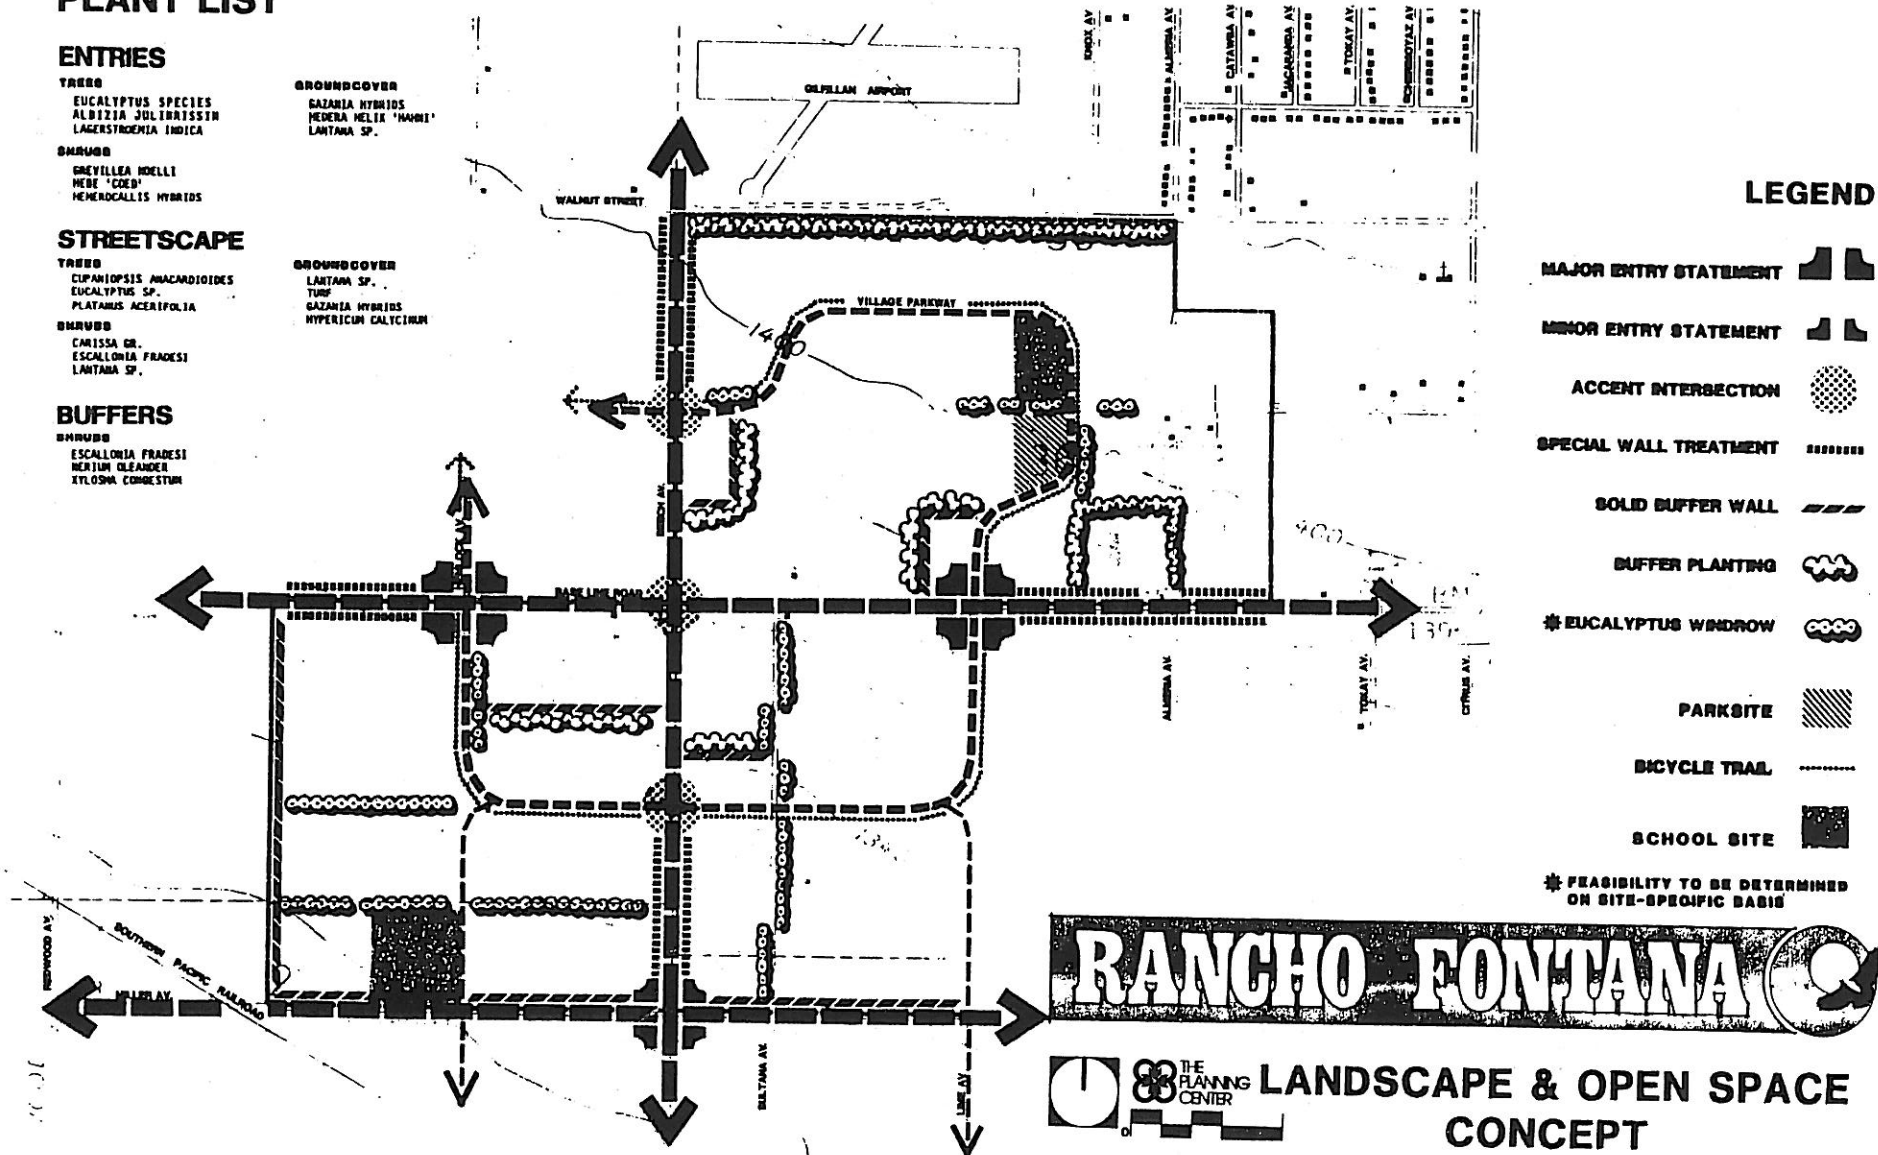 PLANT LIST
ENTRIES
TREES
EUCALYPTUS SPECIES
ALBIZIA JULIBRISSIN
LAGERSTROEMIA INDICA
GROUNDCOVER
GAZANIA HYBRIDS
HEDERA HELIX 'HAHNI'
LANTANA SP.
SHRUBS
GREVILLEA NOELLI
HEBE 'COED'
HEMEROCALLIS HYBRIDS
STREETSCAPE
TREES
CUPANIOPSIS ANACARDIOIDES
EUCALYPTUS SP.
PLATANUS ACERIFOLIA
GROUNDCOVER
LANTANA SP.
TURF
GAZANIA HYBRIDS
HYPERICUM CALYCINUM
SHRUBS
CARISSA GR.
ESCALLONIA FRADESI
LANTANA SP.
BUFFERS
SHRUBS
ESCALLONIA FRADESI
NERIUM OLEANDER
XYLOSMA CONGESTUM
GILFILLAN AIRPORT
KNOX AV
ALMERIA AV.
CATAWBA AV
JACARANDA AV
TOKAY AV.
WALNUT STREET
VILLAGE PARKWAY
1400
BEECH AV.
BASE LINE ROAD
ALMERIA AV.
TOKAY AV.
CITRUS AV.
REDWOOD AV.
SOUTHERN PACIFIC RAILROAD
MILLER AV.
SULTANA AV.
LIME AV.
LEGEND
MAJOR ENTRY STATEMENT
MINOR ENTRY STATEMENT
ACCENT INTERSECTION
SPECIAL WALL TREATMENT
SOLID BUFFER WALL
BUFFER PLANTING
✵ EUCALYPTUS WINDROW
PARKSITE
BICYCLE TRAIL
SCHOOL SITE
✵ FEASIBILITY TO BE DETERMINED
ON SITE-SPECIFIC BASIS
RANCHO FONTANA
THE
PLANNING
CENTER
0
LANDSCAPE & OPEN SPACE
CONCEPT